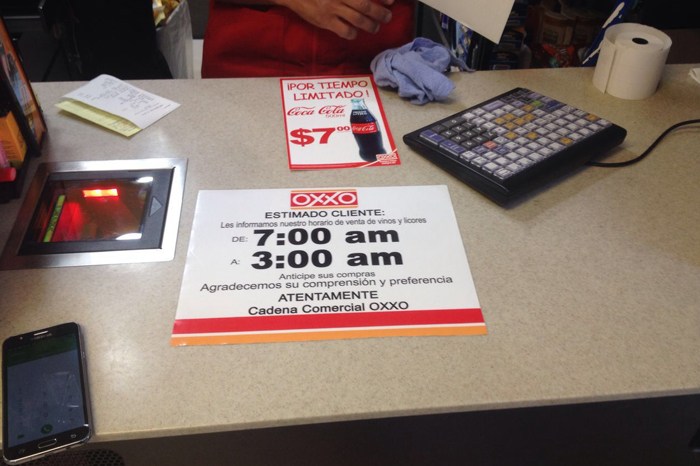 ¡POR TIEMPO
LIMITADO!
Coca-Cola
$7.00
OXXO
ESTIMADO CLIENTE:
Les informamos nuestro horario de venta de vinos y licores
DE: 7:00 am
A: 3:00 am
Anticipe sus compras
Agradecemos su comprensión y preferencia
ATENTAMENTE
Cadena Comercial OXXO